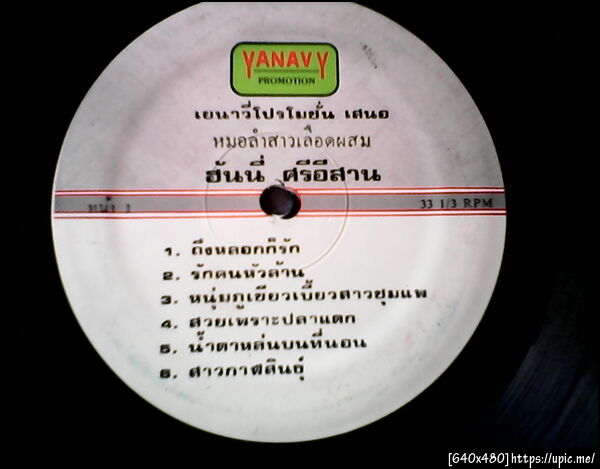 YANAVY
PROMOTION
เยนาวี่โปรโมชั่น เสนอ
หมอลำสาวเลือดผสม
ฮันนี่ ศรีอีสาน
หน้า 1
33 1/3 RPM
1. ถึงหลอกก็รัก
2. รักคนหัวล้าน
3. หนุ่มภูเขียวเบี้ยวสาวชุมแพ
4. สวยเพราะปลาแดก
5. น้ำตาหล่นบนที่นอน
6. สาวกาฬสินธุ์
[640x480]https://upic.me/